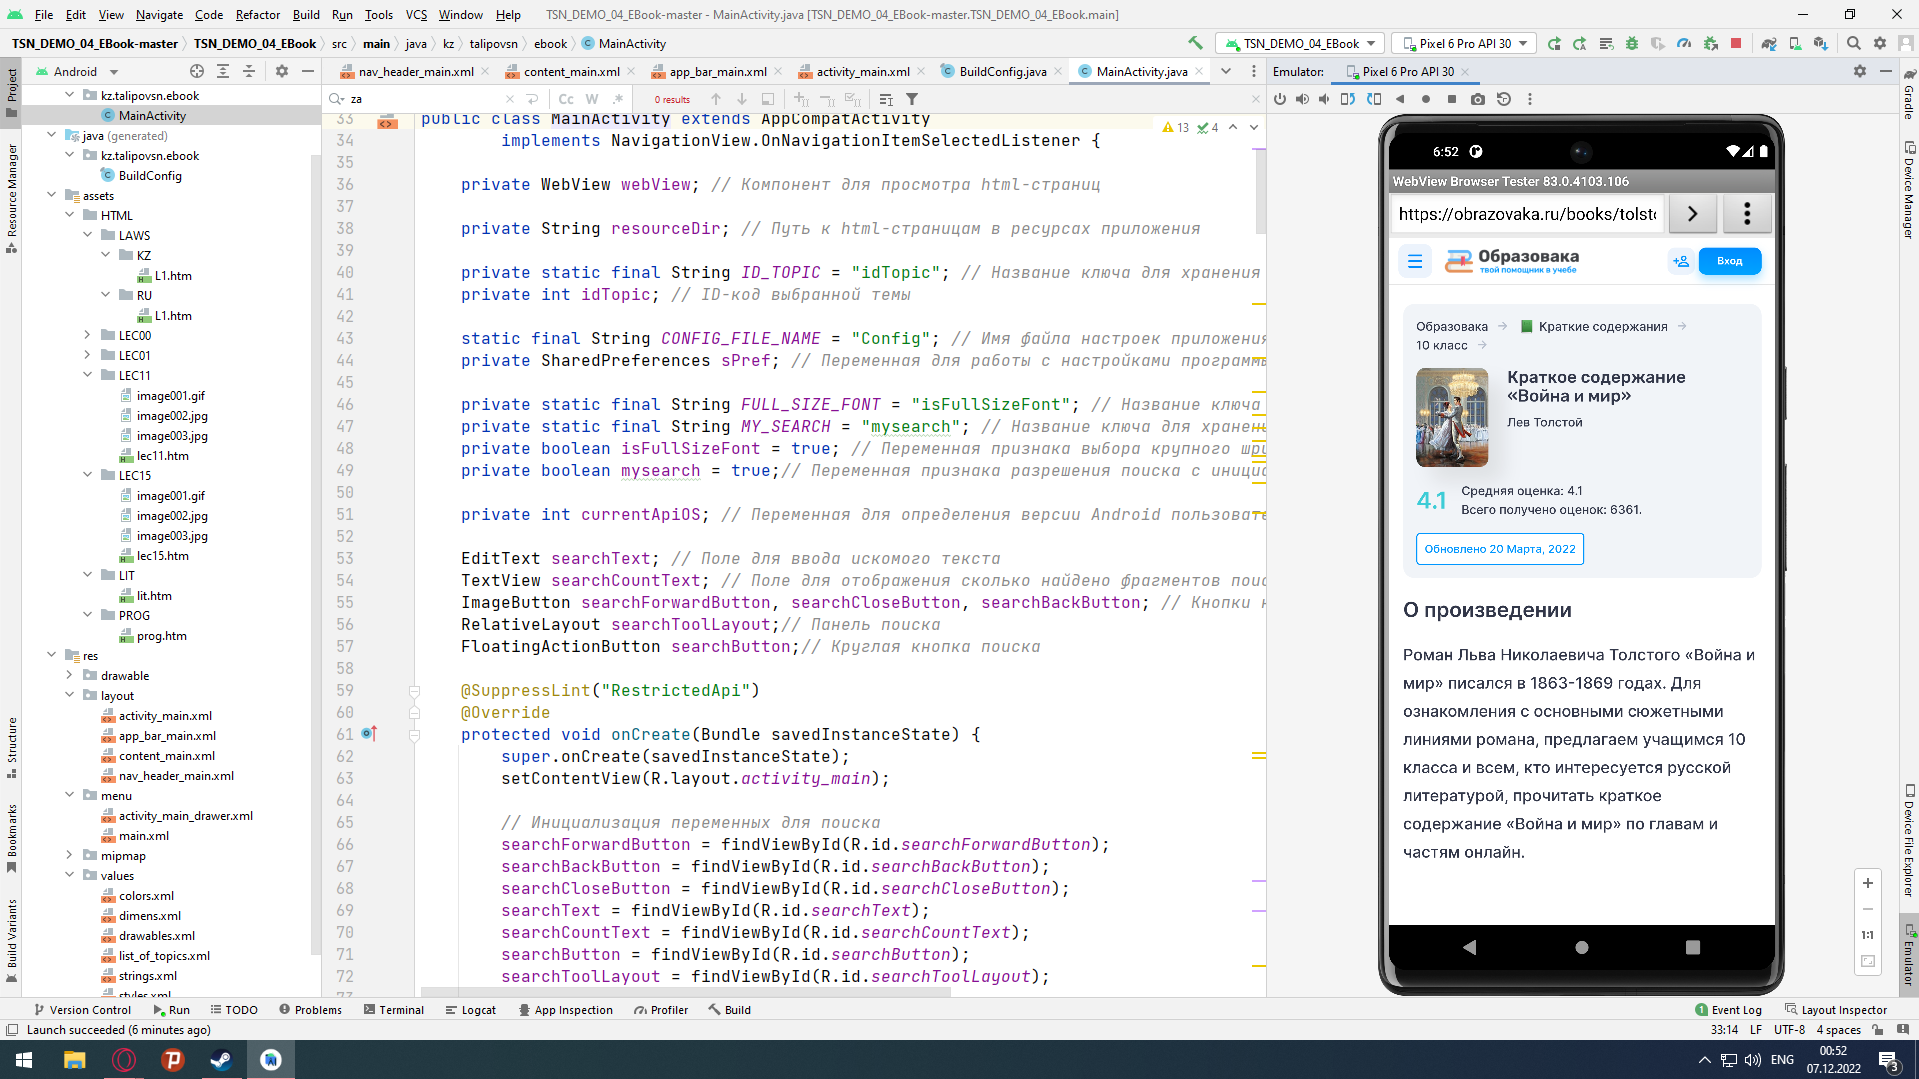 File Edit View Navigate Code Refactor Build Run Tools VCS Window Help TSN_DEMO_04_EBook-master - MainActivity.java [TSN_DEMO_04_EBook-master.TSN_DEMO_04_EBook.main]
TSN_DEMO_04_EBook-master TSN_DEMO_04_EBook src main java kz talipovsn ebook MainActivity TSN_DEMO_04_EBook Pixel 6 Pro API 30
Android
nav_header_main.xml content_main.xml app_bar_main.xml activity_main.xml BuildConfig.java MainActivity.java
Emulator: Pixel 6 Pro API 30
Project
Resource Manager
Structure
Bookmarks
Build Variants
kz.talipovsn.ebook
MainActivity
java (generated)
kz.talipovsn.ebook
BuildConfig
assets
HTML
LAWS
KZ
L1.htm
RU
L1.htm
LEC00
LEC01
LEC11
image001.gif
image002.jpg
image003.jpg
lec11.htm
LEC15
image001.gif
image002.jpg
image003.jpg
lec15.htm
LIT
lit.htm
PROG
prog.htm
res
drawable
layout
activity_main.xml
app_bar_main.xml
content_main.xml
nav_header_main.xml
menu
activity_main_drawer.xml
main.xml
mipmap
values
colors.xml
dimens.xml
drawables.xml
list_of_topics.xml
strings.xml
styles.xml
za Cc W .* 0 results
13 4
33 public class MainActivity extends AppCompatActivity
34 implements NavigationView.OnNavigationItemSelectedListener {
35
36 private WebView webView; // Компонент для просмотра html-страниц
37
38 private String resourceDir; // Путь к html-страницам в ресурсах приложения
39
40 private static final String ID_TOPIC = "idTopic"; // Название ключа для хранения
41 private int idTopic; // ID-код выбранной темы
42
43 static final String CONFIG_FILE_NAME = "Config"; // Имя файла настроек приложения
44 private SharedPreferences sPref; // Переменная для работы с настройками программы
45
46 private static final String FULL_SIZE_FONT = "isFullSizeFont"; // Название ключа
47 private static final String MY_SEARCH = "mysearch"; // Название ключа для хранен
48 private boolean isFullSizeFont = true; // Переменная признака выбора крупного шри
49 private boolean mysearch = true;// Переменная признака разрешения поиска с иници
50
51 private int currentApiOS; // Переменная для определения версии Android пользоват
52
53 EditText searchText; // Поле для ввода искомого текста
54 TextView searchCountText; // Поле для отображения сколько найдено фрагментов пои
55 ImageButton searchForwardButton, searchCloseButton, searchBackButton; // Кнопки
56 RelativeLayout searchToolLayout;// Панель поиска
57 FloatingActionButton searchButton;// Круглая кнопка поиска
58
59 @SuppressLint("RestrictedApi")
60 @Override
61 protected void onCreate(Bundle savedInstanceState) {
62 super.onCreate(savedInstanceState);
63 setContentView(R.layout.activity_main);
64
65 // Инициализация переменных для поиска
66 searchForwardButton = findViewById(R.id.searchForwardButton);
67 searchBackButton = findViewById(R.id.searchBackButton);
68 searchCloseButton = findViewById(R.id.searchCloseButton);
69 searchText = findViewById(R.id.searchText);
70 searchCountText = findViewById(R.id.searchCountText);
71 searchButton = findViewById(R.id.searchButton);
72 searchToolLayout = findViewById(R.id.searchToolLayout);
6:52
WebView Browser Tester 83.0.4103.106
https://obrazovaka.ru/books/tolst
Образовака
твой помощник в учебе
Вход
Образовака Краткие содержания
10 класс
Краткое содержание
«Война и мир»
Лев Толстой
4.1
Средняя оценка: 4.1
Всего получено оценок: 6361.
Обновлено 20 Марта, 2022
О произведении
Роман Льва Николаевича Толстого «Война и
мир» писался в 1863-1869 годах. Для
ознакомления с основными сюжетными
линиями романа, предлагаем учащимся 10
класса и всем, кто интересуется русской
литературой, прочитать краткое
содержание «Война и мир» по главам и
частям онлайн.
1:1
Gradle
Device Manager
Device File Explorer
Emulator
Version Control Run TODO Problems Terminal Logcat App Inspection Profiler Build 1 Event Log Layout Inspector
Launch succeeded (6 minutes ago) 33:14 LF UTF-8 4 spaces
ENG 00:52
07.12.2022
3